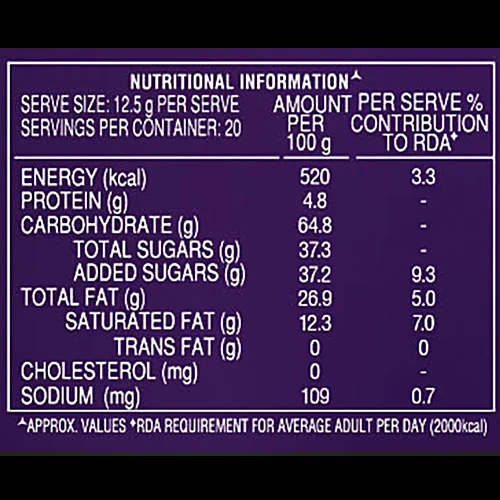 NUTRITIONAL INFORMATION⅄
SERVE SIZE: 12.5 g PER SERVE
SERVINGS PER CONTAINER: 20
AMOUNT PER 100 g
PER SERVE % CONTRIBUTION TO RDA♦
ENERGY (kcal) 520 3.3
PROTEIN (g) 4.8 -
CARBOHYDRATE (g) 64.8 -
TOTAL SUGARS (g) 37.3 -
ADDED SUGARS (g) 37.2 9.3
TOTAL FAT (g) 26.9 5.0
SATURATED FAT (g) 12.3 7.0
TRANS FAT (g) 0 0
CHOLESTEROL (mg) 0 -
SODIUM (mg) 109 0.7
⅄APPROX. VALUES ♦RDA REQUIREMENT FOR AVERAGE ADULT PER DAY (2000kcal)